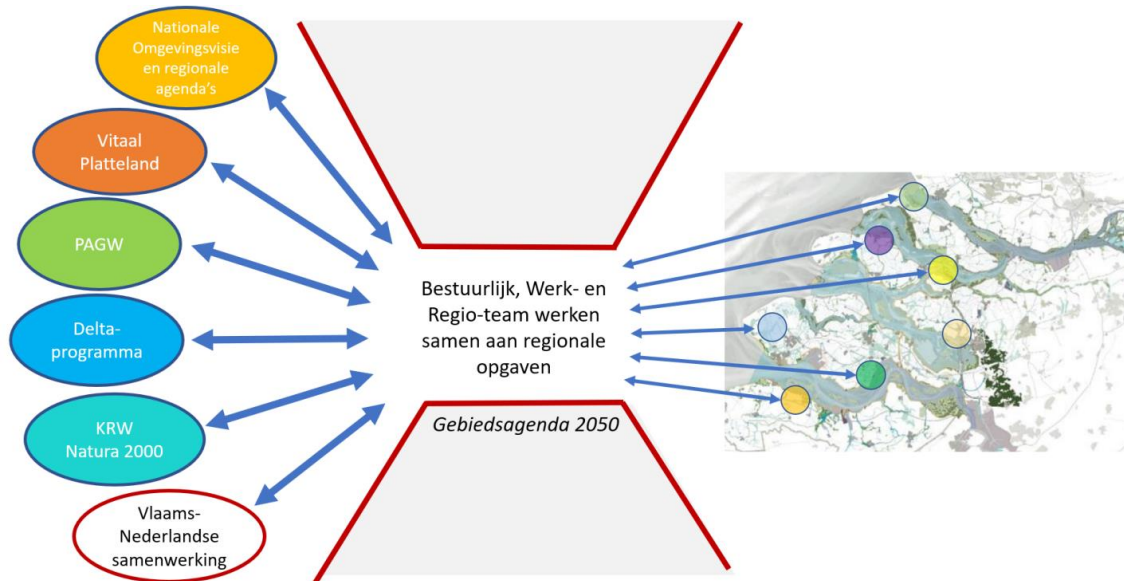 Nationale
Omgevingsvisie
en regionale
agenda's
Vitaal
Platteland
PAGW
Delta-
programma
KRW
Natura 2000
Vlaams-
Nederlandse
samenwerking
Bestuurlijk, Werk- en
Regio-team werken
samen aan regionale
opgaven
Gebiedsagenda 2050